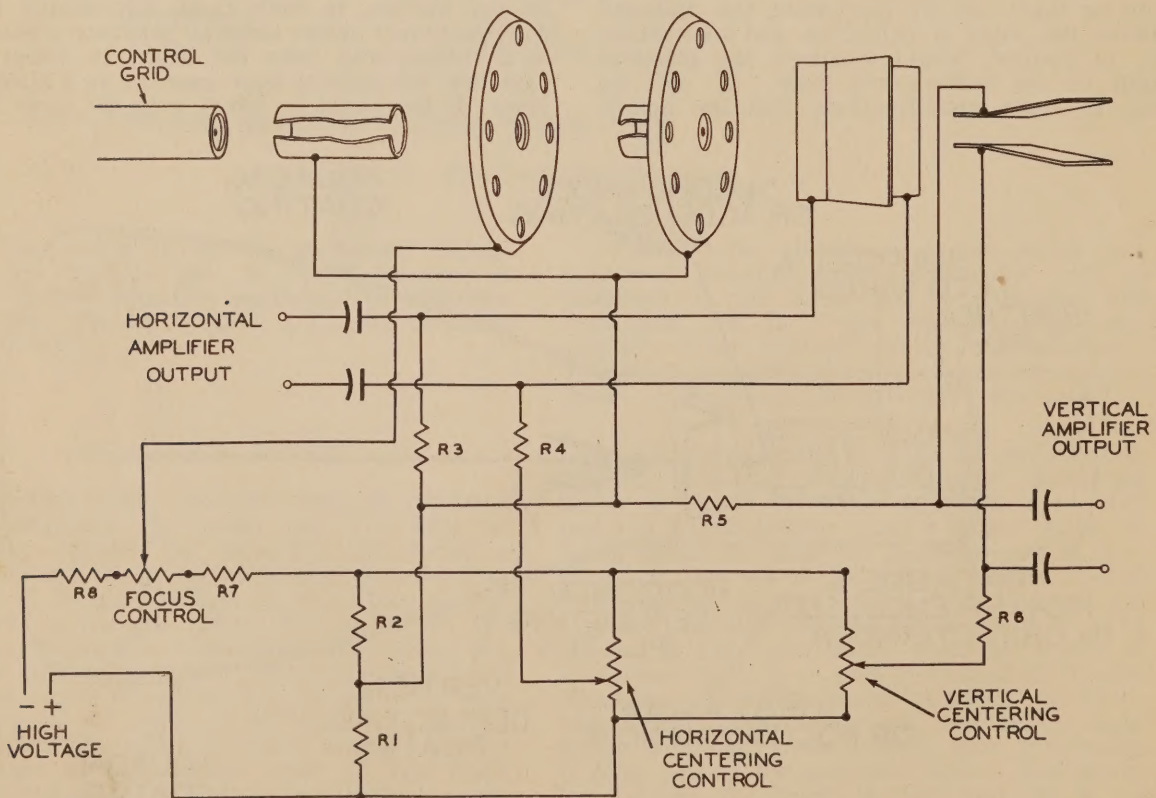 CONTROL
GRID
HORIZONTAL
AMPLIFIER
OUTPUT
VERTICAL
AMPLIFIER
OUTPUT
R3
R4
R5
R8
FOCUS
CONTROL
R7
R2
R6
R1
- +
HIGH
VOLTAGE
HORIZONTAL
CENTERING
CONTROL
VERTICAL
CENTERING
CONTROL